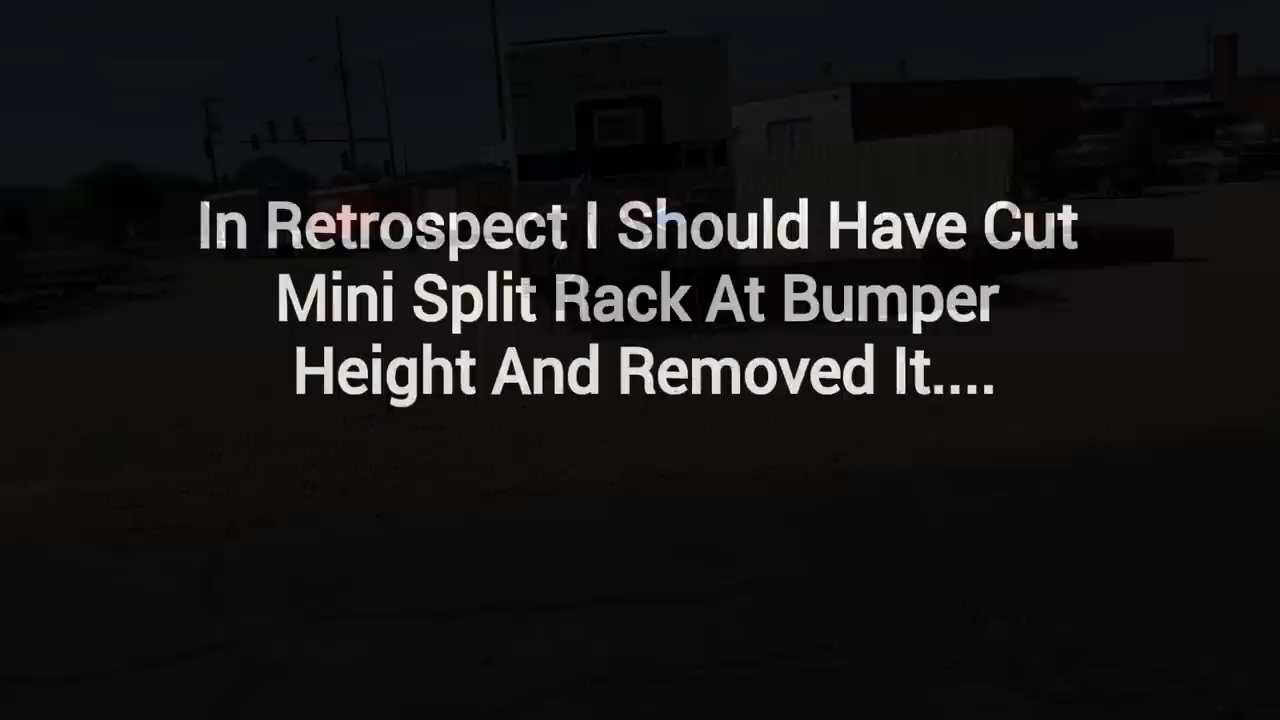 In Retrospect I Should Have Cut
Mini Split Rack At Bumper
Height And Removed It....